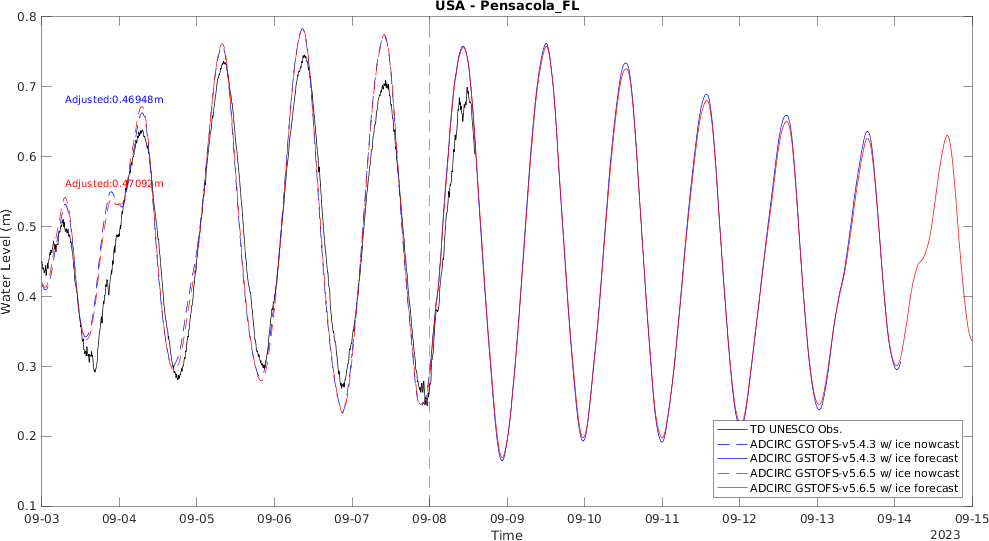 USA - Pensacola_FL
0.8
0.7
0.6
0.5
0.4
0.3
0.2
0.1
Water Level (m)
Adjusted:0.46948m
Adjusted:0.47092m
TD UNESCO Obs.
ADCIRC GSTOFS-v5.4.3 w/ ice nowcast
ADCIRC GSTOFS-v5.4.3 w/ ice forecast
ADCIRC GSTOFS-v5.6.5 w/ ice nowcast
ADCIRC GSTOFS-v5.6.5 w/ ice forecast
09-03 09-04 09-05 09-06 09-07 09-08 09-09 09-10 09-11 09-12 09-13 09-14 09-15
Time
2023